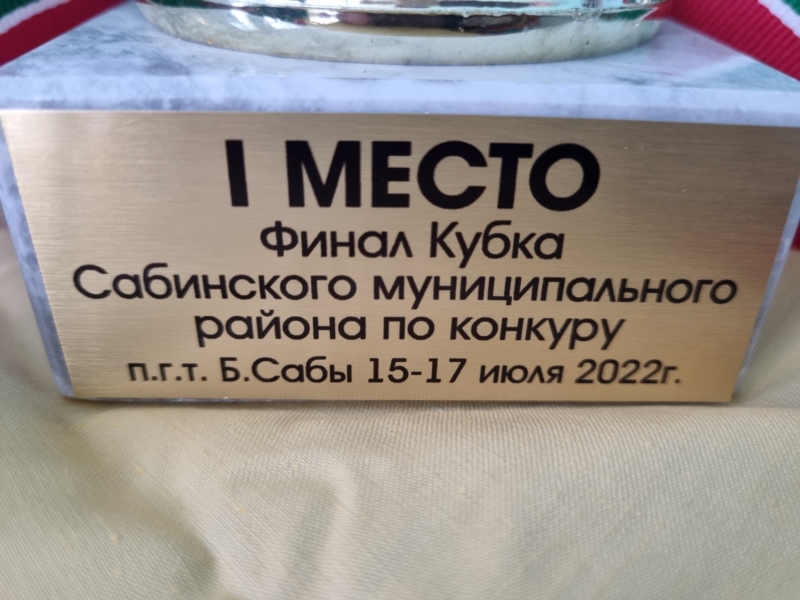 I МЕСТО
Финал Кубка
Сабинского муниципального
района по конкуру
п.г.т. Б.Сабы 15-17 июля 2022г.